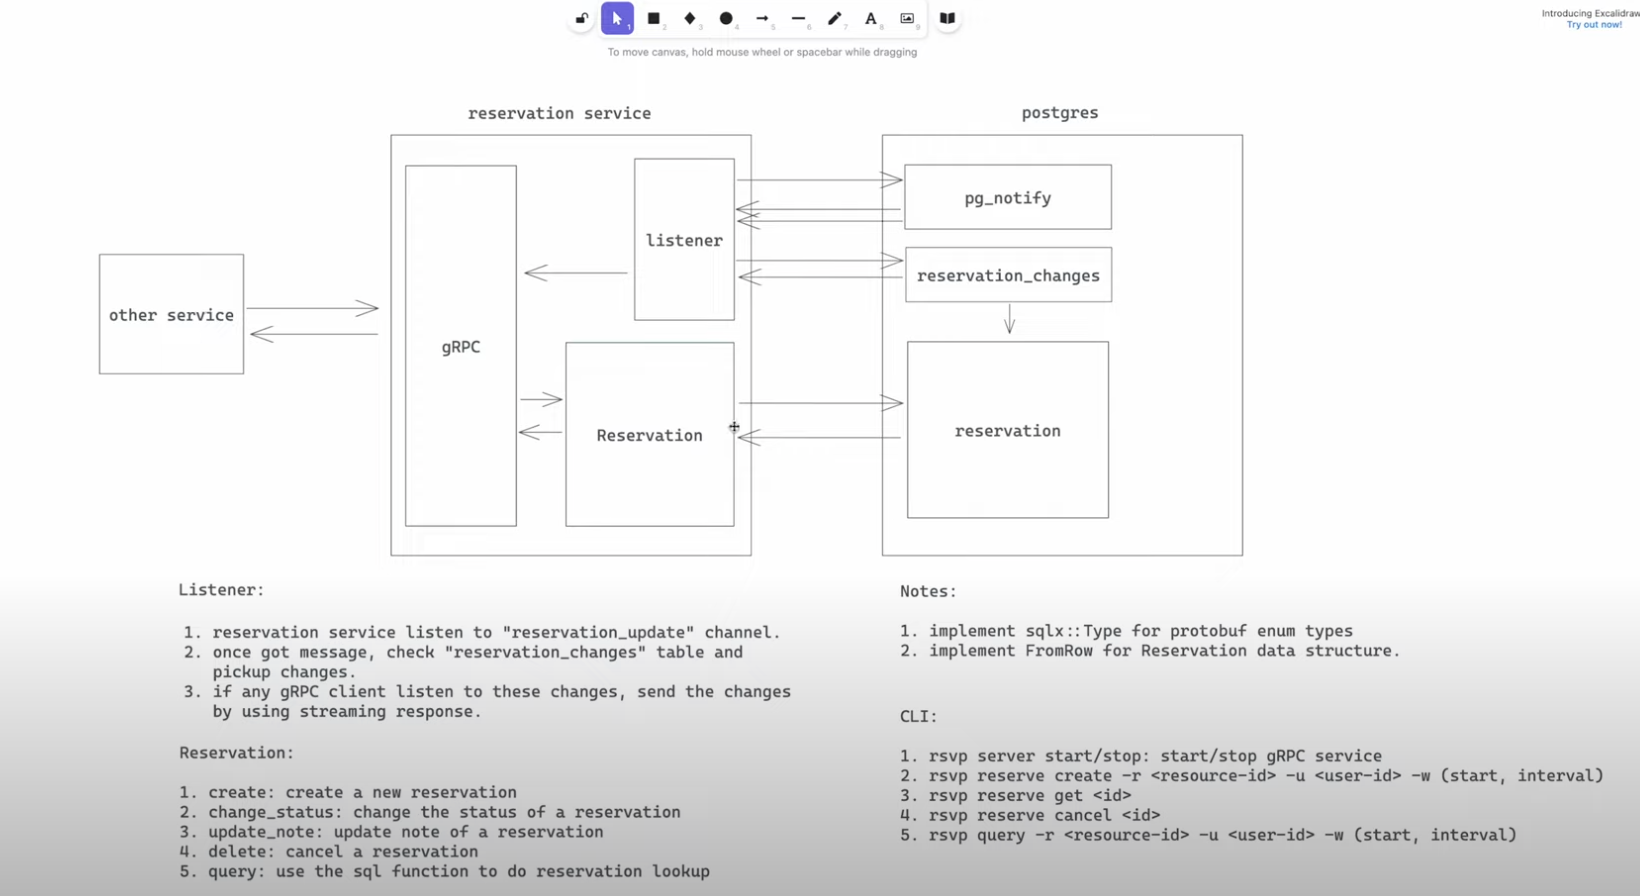 1
2
3
4
5
6
7
A
8
9
Introducing Excalidraw
Try out now!
To move canvas, hold mouse wheel or spacebar while dragging
reservation service
postgres
listener
pg_notify
reservation_changes
other service
gRPC
Reservation
reservation
Listener:
1. reservation service listen to "reservation_update" channel.
2. once got message, check "reservation_changes" table and
pickup changes.
3. if any gRPC client listen to these changes, send the changes
by using streaming response.
Reservation:
1. create: create a new reservation
2. change_status: change the status of a reservation
3. update_note: update note of a reservation
4. delete: cancel a reservation
5. query: use the sql function to do reservation lookup
Notes:
1. implement sqlx::Type for protobuf enum types
2. implement FromRow for Reservation data structure.
CLI:
1. rsvp server start/stop: start/stop gRPC service
2. rsvp reserve create -r <resource-id> -u <user-id> -w (start, interval)
3. rsvp reserve get <id>
4. rsvp reserve cancel <id>
5. rsvp query -r <resource-id> -u <user-id> -w (start, interval)